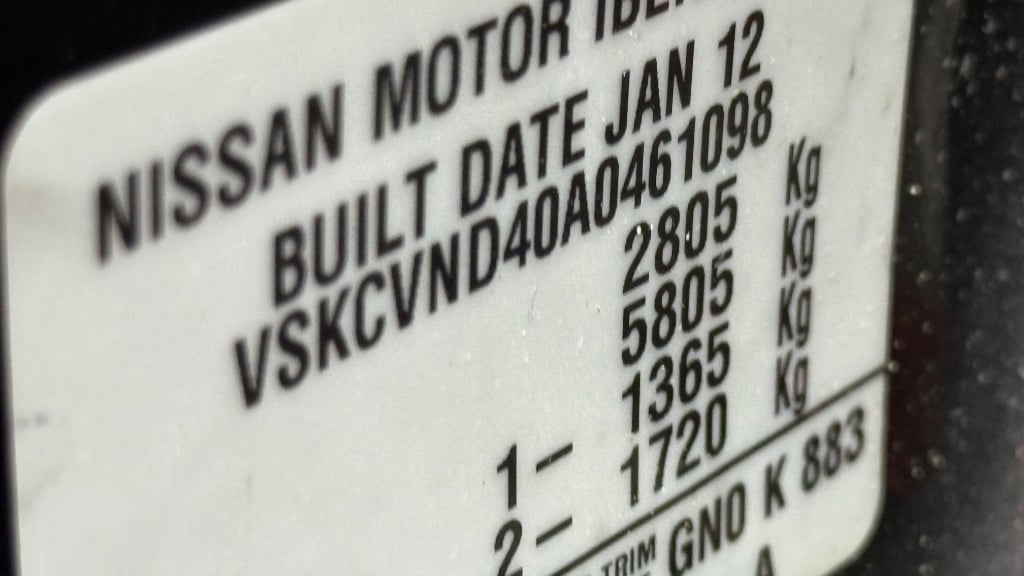 NISSAN MOTOR
BUILT DATE JAN 12
VSKCVND40A0461098
2805 Kg
5805 Kg
1 - 1365 Kg
2 - 1720 Kg
TRIM GNO K 883
A